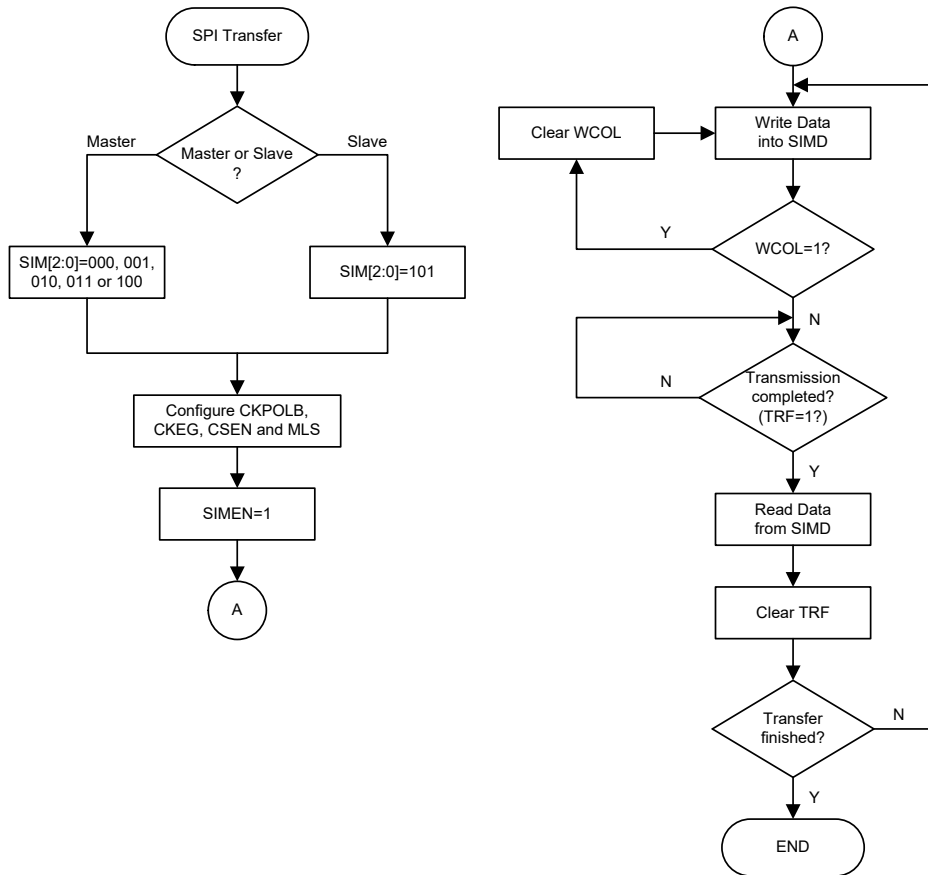 SPI Transfer
Master or Slave
?
Master
Slave
SIM[2:0]=000, 001,
010, 011 or 100
SIM[2:0]=101
Configure CKPOLB,
CKEG, CSEN and MLS
SIMEN=1
A
A
Write Data
into SIMD
Clear WCOL
WCOL=1?
Y
N
Transmission
completed?
(TRF=1?)
N
Y
Read Data
from SIMD
Clear TRF
Transfer
finished?
N
Y
END